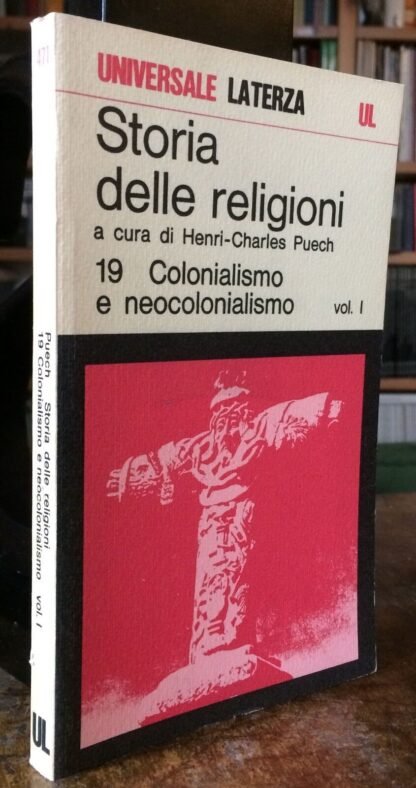 UNIVERSALE LATERZA UL
Storia
delle religioni
a cura di Henri-Charles Puech
19 Colonialismo
e neocolonialismo vol. I
471
Puech Storia delle religioni
19 Colonialismo e neocolonialismo vol. I
UL